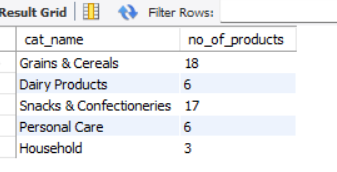 Result Grid Filter Rows:
cat_name no_of_products
Grains & Cereals 18
Dairy Products 6
Snacks & Confectioneries 17
Personal Care 6
Household 3